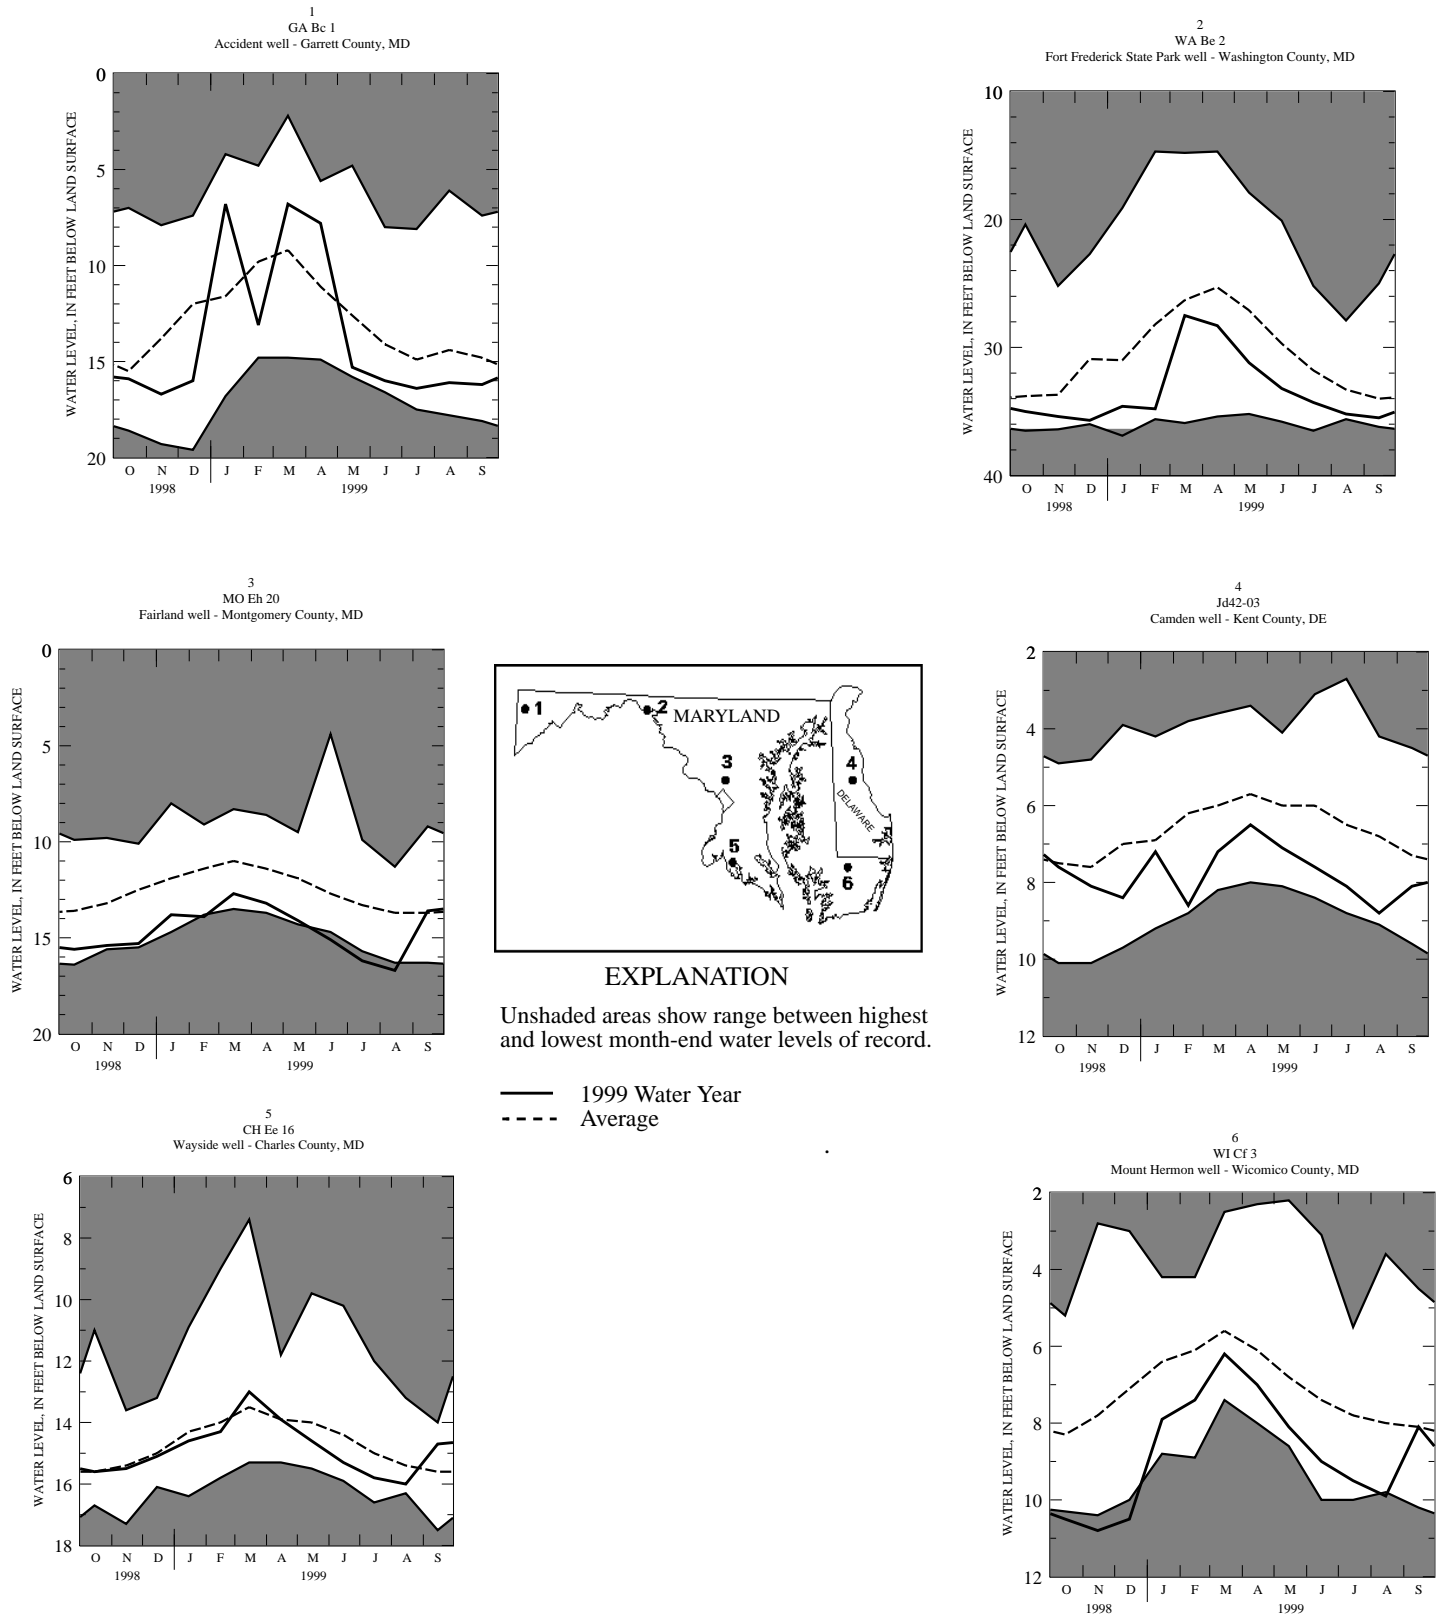 1
GA Bc 1
Accident well - Garrett County, MD
WATER LEVEL, IN FEET BELOW LAND SURFACE
0
5
10
15
20
O N D J F M A M J J A S
1998 1999
2
WA Be 2
Fort Frederick State Park well - Washington County, MD
WATER LEVEL, IN FEET BELOW LAND SURFACE
10
20
30
40
O N D J F M A M J J A S
1998 1999
3
MO Eh 20
Fairland well - Montgomery County, MD
WATER LEVEL, IN FEET BELOW LAND SURFACE
0
5
10
15
20
O N D J F M A M J J A S
1998 1999
1
2
MARYLAND
3
4
DELAWARE
5
6
EXPLANATION
Unshaded areas show range between highest
and lowest month-end water levels of record.
1999 Water Year
Average
4
Jd42-03
Camden well - Kent County, DE
WATER LEVEL, IN FEET BELOW LAND SURFACE
2
4
6
8
10
12
O N D J F M A M J J A S
1998 1999
5
CH Ee 16
Wayside well - Charles County, MD
WATER LEVEL, IN FEET BELOW LAND SURFACE
6
8
10
12
14
16
18
O N D J F M A M J J A S
1998 1999
6
WI Cf 3
Mount Hermon well - Wicomico County, MD
WATER LEVEL, IN FEET BELOW LAND SURFACE
2
4
6
8
10
12
O N D J F M A M J J A S
1998 1999